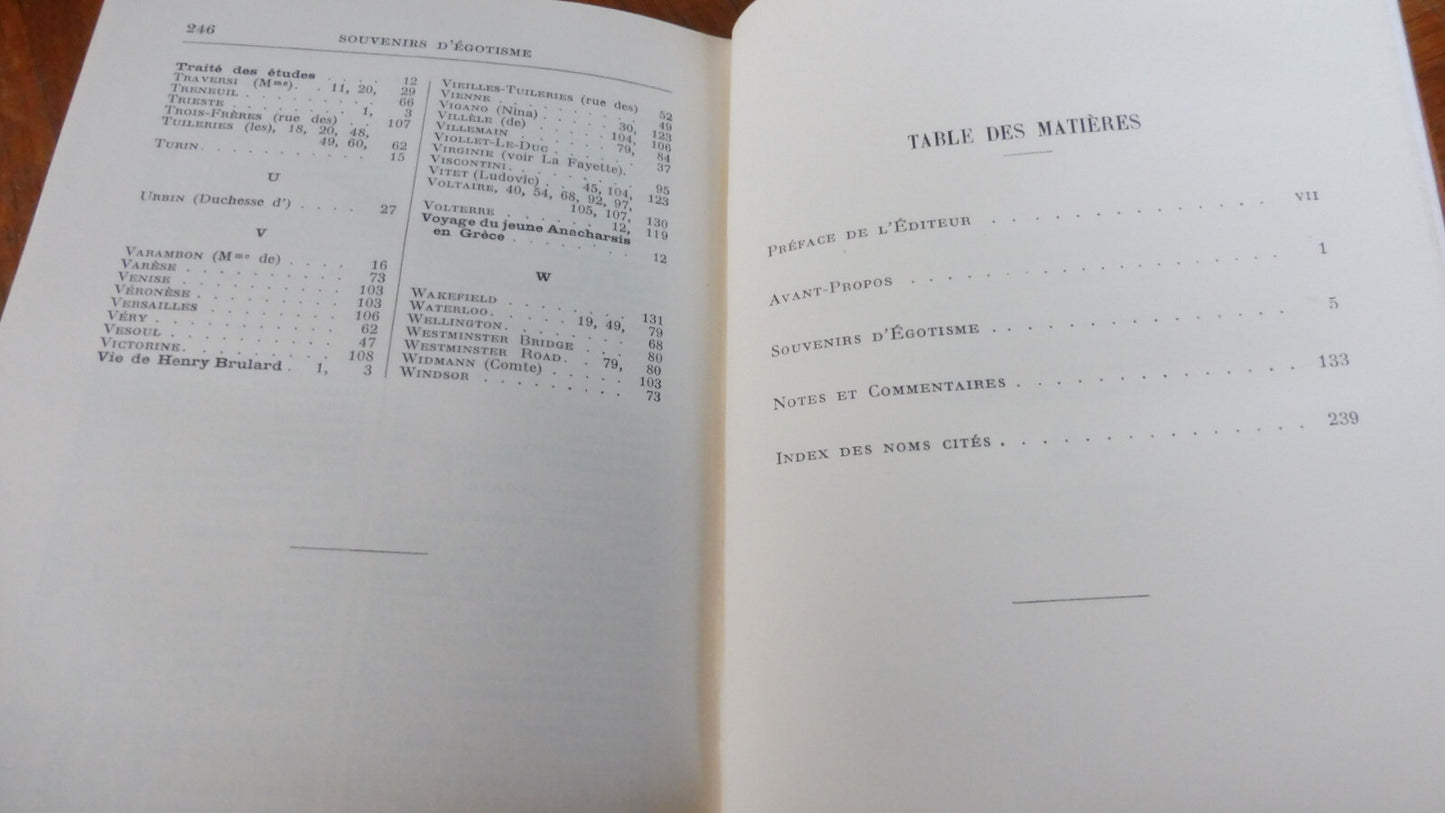 246
SOUVENIRS D'ÉGOTISME
Traité des études . . . . 12
TRAVERSI (Mme). . 11, 20, 29
TRENEUIL . . . . . . . . 66
TRIESTE . . . . . . . 1, 3
TROIS-FRÈRES (rue des) . . 107
TUILERIES (les), 18, 20, 48,
49, 60, 62
TURIN. . . . . . . . . . 15
U
URBIN (Duchesse d') . . . . 27
V
VARAMBON (Mme de) . . . . 16
VARÈSE . . . . . . . . . 73
VENISE . . . . . . . . . 103
VÉRONÈSE . . . . . . . . 103
VERSAILLES . . . . . . . 106
VÉRY . . . . . . . . . . 62
VESOUL . . . . . . . . . 47
VICTORINE. . . . . . . . 108
Vie de Henry Brulard . 1, 3
VIEILLES-TUILERIES (rue des) 52
VIENNE . . . . . . . . . 49
VIGANO (Nina) . . . . 30, 123
VILLÈLE (de) . . . . 104, 106
VILLEMAIN . . . . . . 79, 84
VIOLLET-LE-DUC . . . . . 37
VIRGINIE (voir La Fayette).
VISCONTINI. . . . . . . . 95
VITET (Ludovic) . . 45, 104, 123
VOLTAIRE, 40, 54, 68, 92, 97,
105, 107, 130
VOLTERRE . . . . . . 12, 119
Voyage du jeune Anacharsis
en Grèce . . . . . . . 12
W
WAKEFIELD . . . . . . . 131
WATERLOO. . . . . 19, 49, 79
WELLINGTON. . . . . . . . 68
WESTMINSTER BRIDGE . . . 80
WESTMINSTER ROAD. . . 79, 80
WIDMANN (Comte) . . . . . 103
WINDSOR . . . . . . . . . 73
TABLE DES MATIÈRES
PRÉFACE DE L'ÉDITEUR . . . . . . . . . . . . . VII
AVANT-PROPOS . . . . . . . . . . . . . . . . . 1
SOUVENIRS D'ÉGOTISME . . . . . . . . . . . . . 5
NOTES ET COMMENTAIRES . . . . . . . . . . . . . 133
INDEX DES NOMS CITÉS . . . . . . . . . . . . . . 239